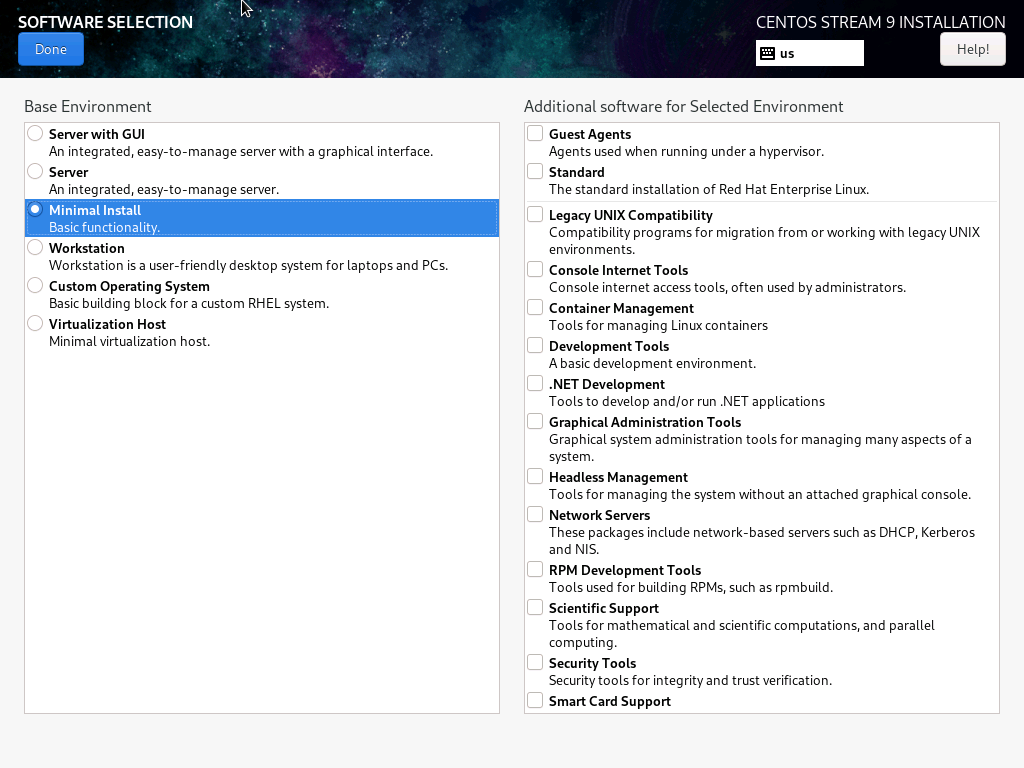 SOFTWARE SELECTION
CENTOS STREAM 9 INSTALLATION
Done
us
Help!
Base Environment
Server with GUI
An integrated, easy-to-manage server with a graphical interface.
Server
An integrated, easy-to-manage server.
Minimal Install
Basic functionality.
Workstation
Workstation is a user-friendly desktop system for laptops and PCs.
Custom Operating System
Basic building block for a custom RHEL system.
Virtualization Host
Minimal virtualization host.
Additional software for Selected Environment
Guest Agents
Agents used when running under a hypervisor.
Standard
The standard installation of Red Hat Enterprise Linux.
Legacy UNIX Compatibility
Compatibility programs for migration from or working with legacy UNIX
environments.
Console Internet Tools
Console internet access tools, often used by administrators.
Container Management
Tools for managing Linux containers
Development Tools
A basic development environment.
.NET Development
Tools to develop and/or run .NET applications
Graphical Administration Tools
Graphical system administration tools for managing many aspects of a
system.
Headless Management
Tools for managing the system without an attached graphical console.
Network Servers
These packages include network-based servers such as DHCP, Kerberos
and NIS.
RPM Development Tools
Tools used for building RPMs, such as rpmbuild.
Scientific Support
Tools for mathematical and scientific computations, and parallel
computing.
Security Tools
Security tools for integrity and trust verification.
Smart Card Support